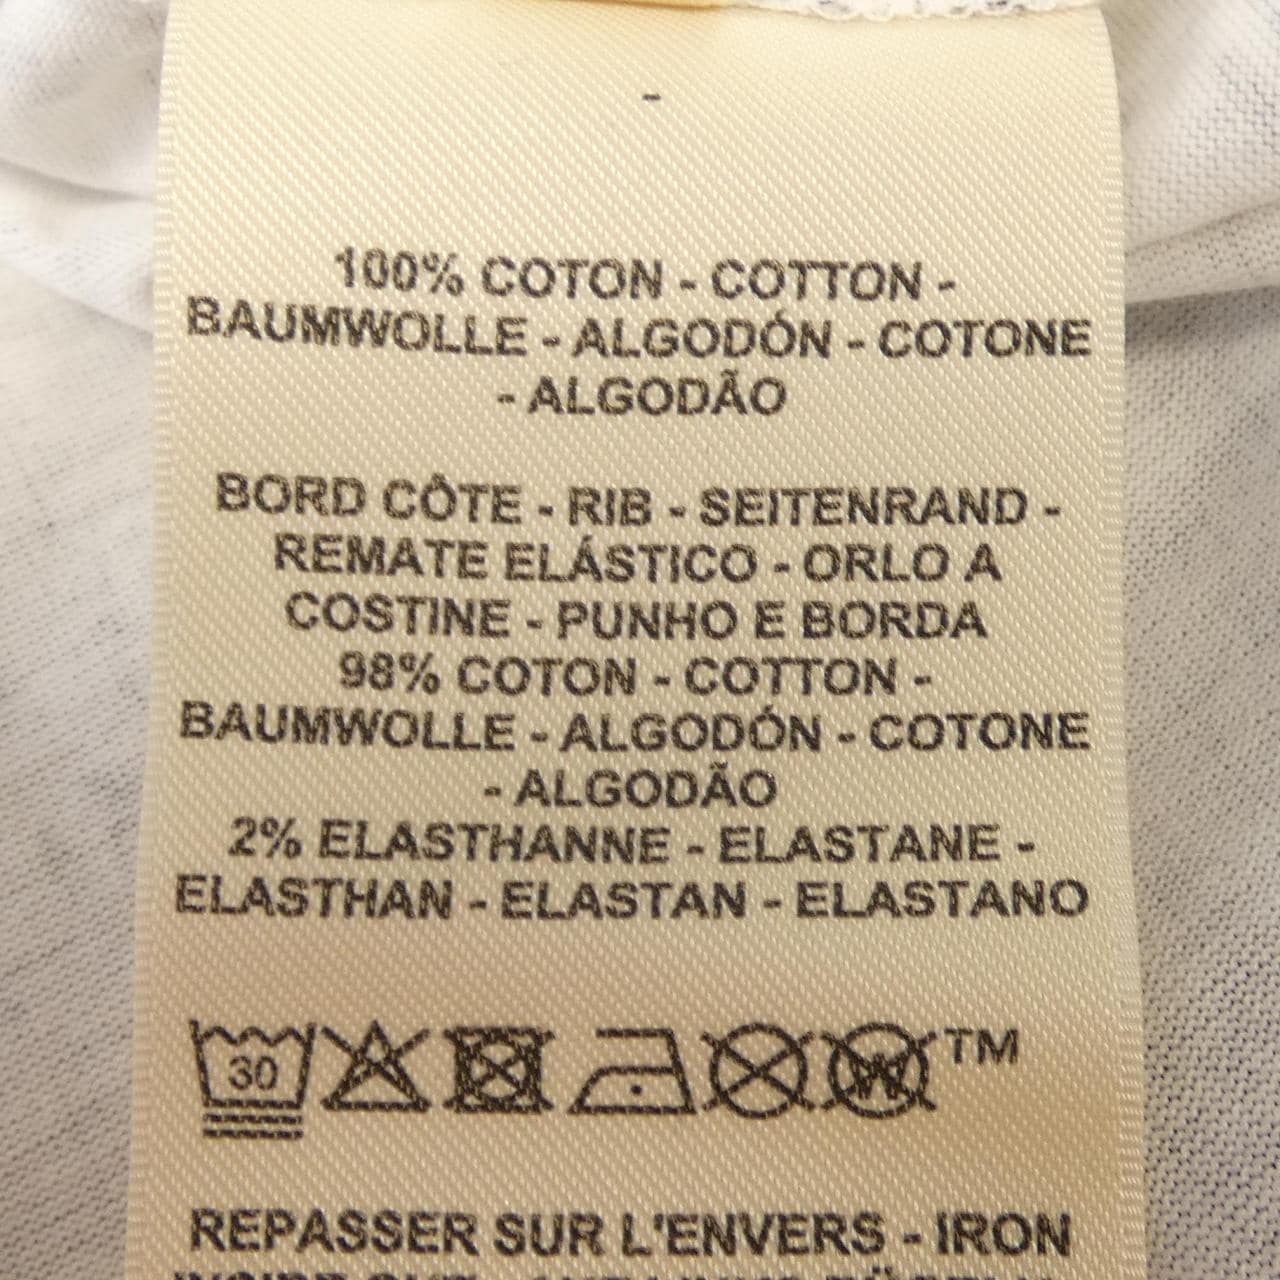 -
100% COTON - COTTON -
BAUMWOLLE - ALGODÓN - COTONE
- ALGODÃO
BORD CÔTE - RIB - SEITENRAND -
REMATE ELÁSTICO - ORLO A
COSTINE - PUNHO E BORDA
98% COTON - COTTON -
BAUMWOLLE - ALGODÓN - COTONE
- ALGODÃO
2% ELASTHANNE - ELASTANE -
ELASTHAN - ELASTAN - ELASTANO
30 W TM
REPASSER SUR L'ENVERS - IRON